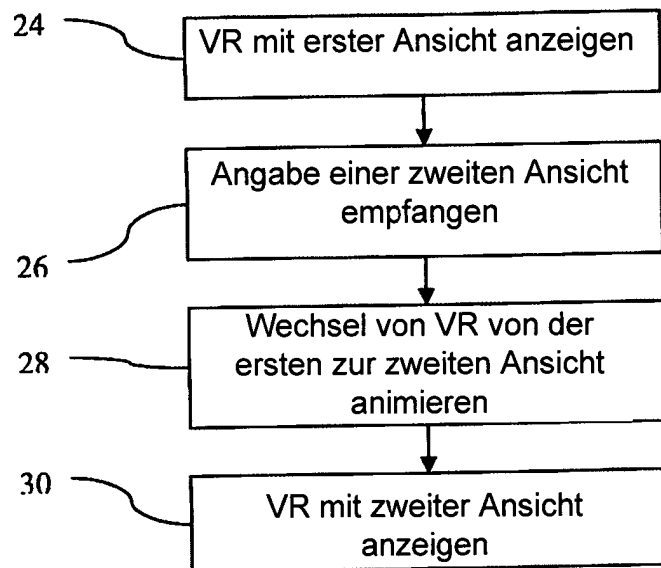 24
VR mit erster Ansicht anzeigen
Angabe einer zweiten Ansicht
empfangen
26
Wechsel von VR von der
ersten zur zweiten Ansicht
animieren
28
30
VR mit zweiter Ansicht
anzeigen